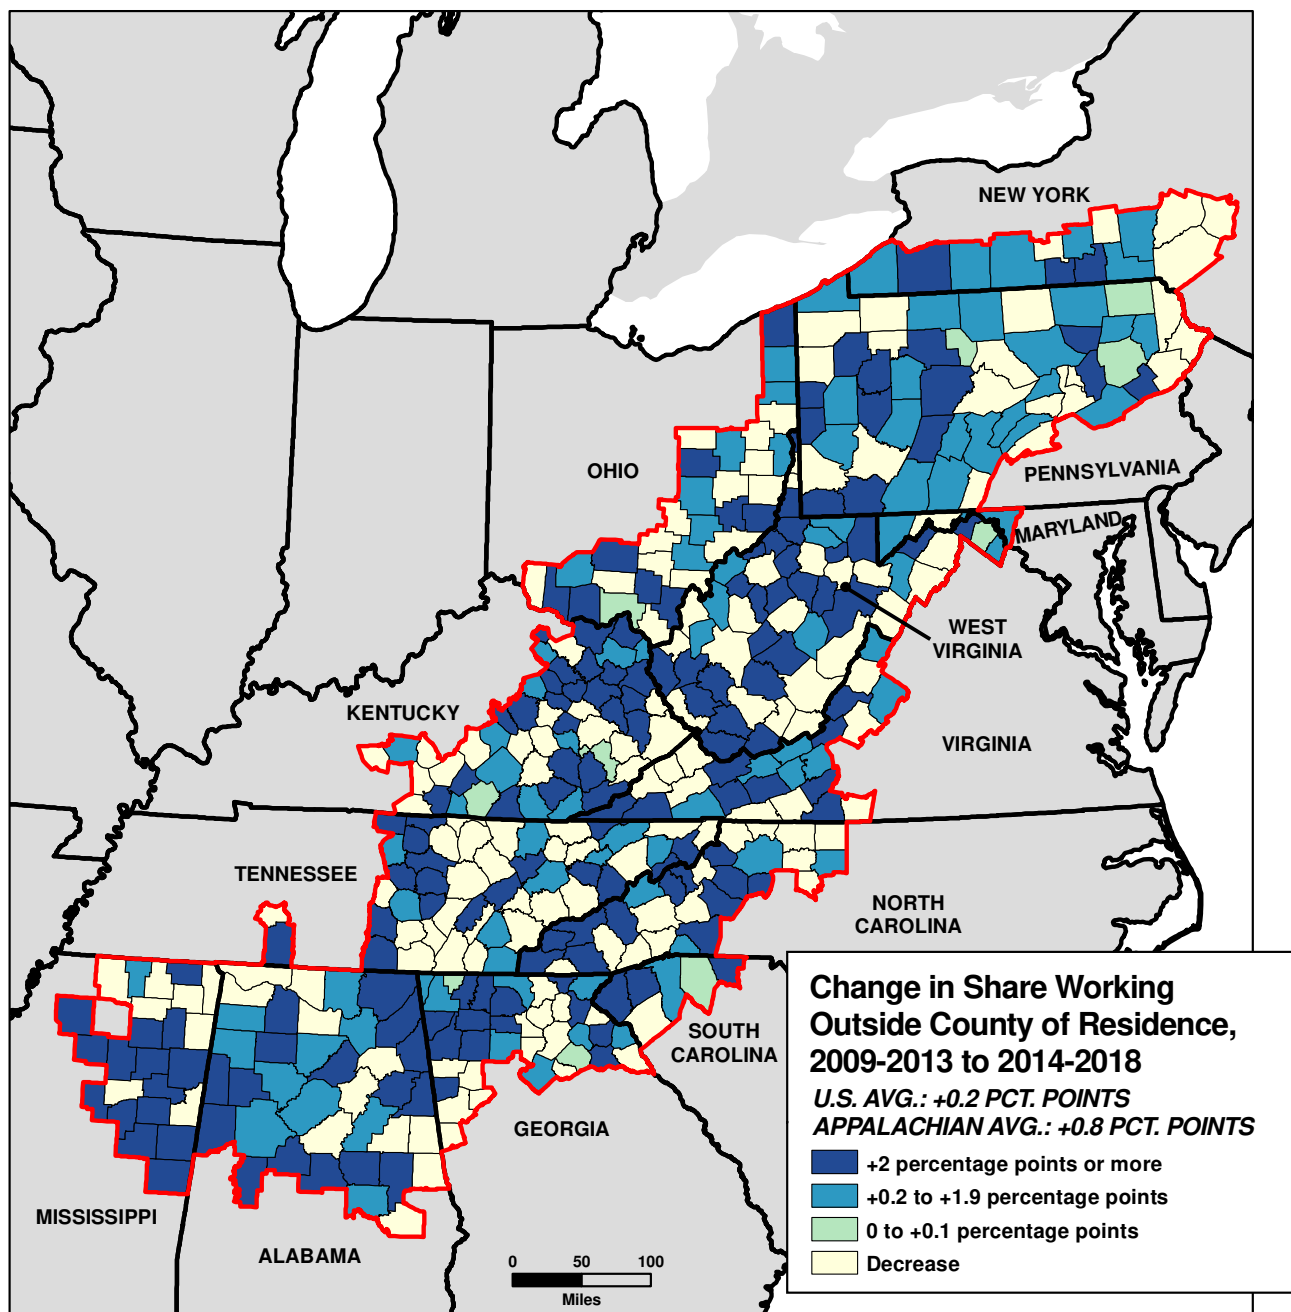 NEW YORK
OHIO
PENNSYLVANIA
MARYLAND
WEST
VIRGINIA
KENTUCKY
VIRGINIA
TENNESSEE
NORTH
CAROLINA
SOUTH
CAROLINA
GEORGIA
MISSISSIPPI
ALABAMA
0 50 100
Miles
Change in Share Working
Outside County of Residence,
2009-2013 to 2014-2018
U.S. AVG.: +0.2 PCT. POINTS
APPALACHIAN AVG.: +0.8 PCT. POINTS
+2 percentage points or more
+0.2 to +1.9 percentage points
0 to +0.1 percentage points
Decrease